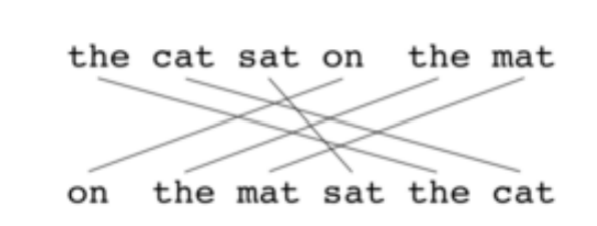 the cat sat on the mat
on the mat sat the cat